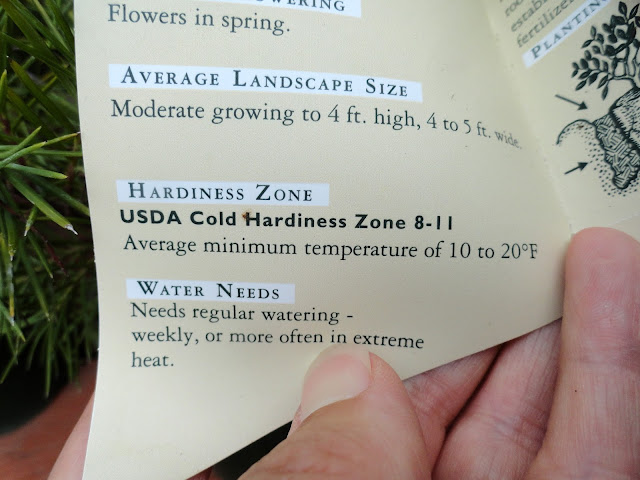 Flowers in spring.
AVERAGE LANDSCAPE SIZE
Moderate growing to 4 ft. high, 4 to 5 ft. wide.
HARDINESS ZONE
USDA Cold Hardiness Zone 8-11
Average minimum temperature of 10 to 20°F
WATER NEEDS
Needs regular watering -
weekly, or more often in extreme
heat.
fertilizer
PLANTING